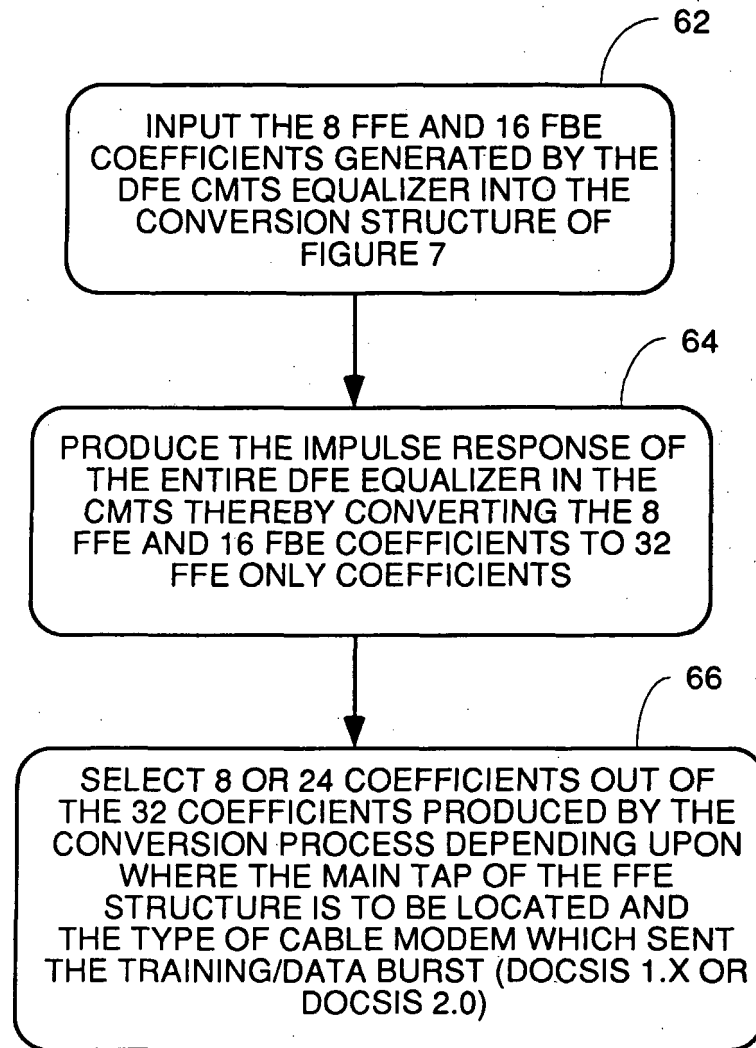 62
INPUT THE 8 FFE AND 16 FBE
COEFFICIENTS GENERATED BY THE
DFE CMTS EQUALIZER INTO THE
CONVERSION STRUCTURE OF
FIGURE 7
64
PRODUCE THE IMPULSE RESPONSE OF
THE ENTIRE DFE EQUALIZER IN THE
CMTS THEREBY CONVERTING THE 8
FFE AND 16 FBE COEFFICIENTS TO 32
FFE ONLY COEFFICIENTS
66
SELECT 8 OR 24 COEFFICIENTS OUT OF
THE 32 COEFFICIENTS PRODUCED BY THE
CONVERSION PROCESS DEPENDING UPON
WHERE THE MAIN TAP OF THE FFE
STRUCTURE IS TO BE LOCATED AND
THE TYPE OF CABLE MODEM WHICH SENT
THE TRAINING/DATA BURST (DOCSIS 1.X OR
DOCSIS 2.0)